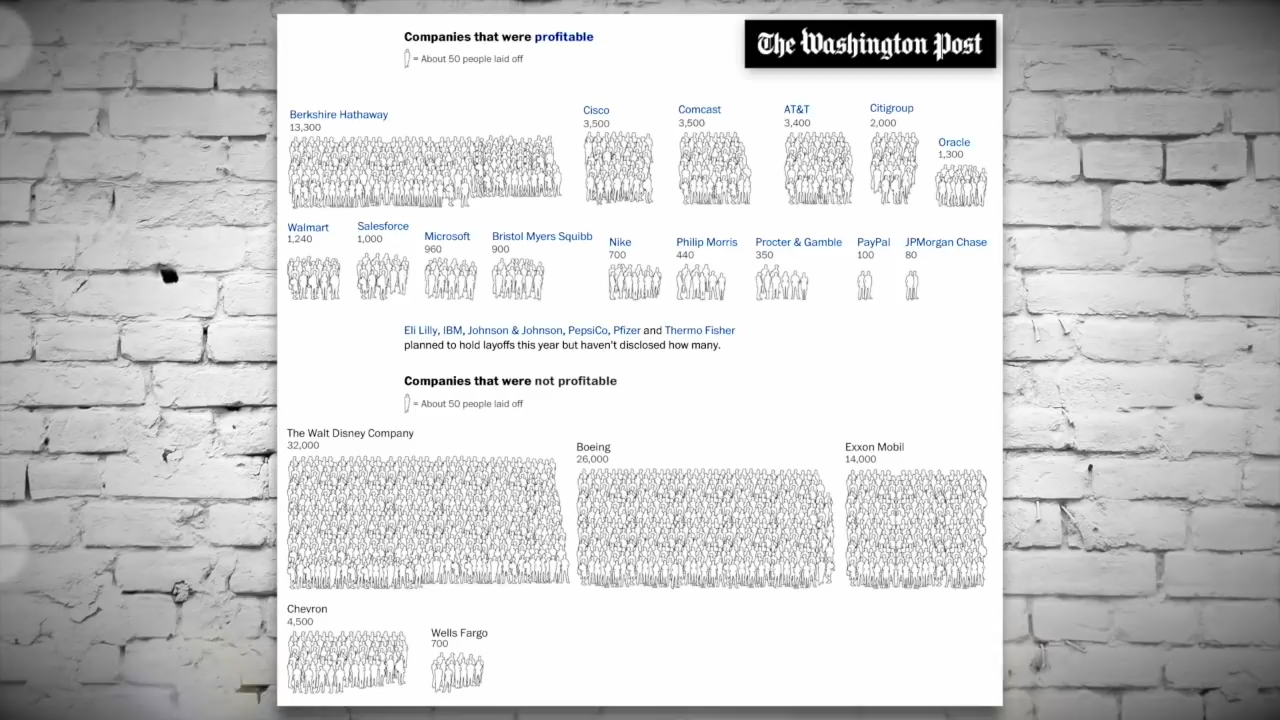 The Washington Post
Companies that were profitable
= About 50 people laid off
Berkshire Hathaway
13,300
Cisco
3,500
Comcast
3,500
AT&T
3,400
Citigroup
2,000
Oracle
1,300
Walmart
1,240
Salesforce
1,000
Microsoft
960
Bristol Myers Squibb
900
Nike
700
Philip Morris
440
Procter & Gamble
350
PayPal
100
JPMorgan Chase
80
Eli Lilly, IBM, Johnson & Johnson, PepsiCo, Pfizer and Thermo Fisher
planned to hold layoffs this year but haven't disclosed how many.
Companies that were not profitable
= About 50 people laid off
The Walt Disney Company
32,000
Boeing
26,000
Exxon Mobil
14,000
Chevron
4,500
Wells Fargo
700